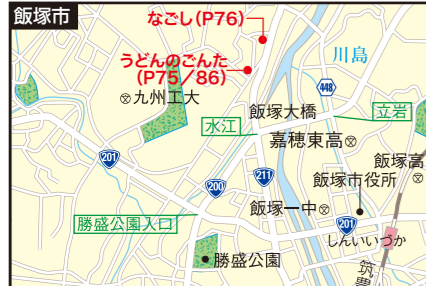 飯塚市
なごし(P76)
うどんのごんた
(P75/86)
川島
九州工大
448
飯塚大橋
立岩
水江
嘉穂東高
201
飯塚高
200
211
飯塚市役所
飯塚一中
勝盛公園入口
201
しんいいづか
勝盛公園
筑豊